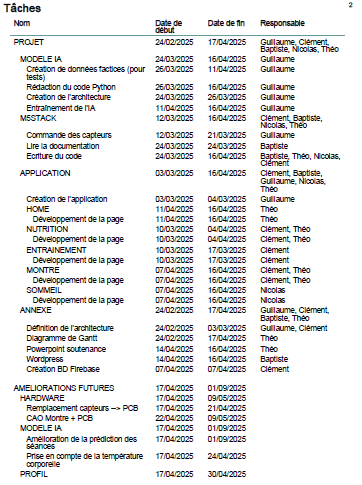 Tâches
2
Nom Date de début Date de fin Responsable
PROJET 24/02/2025 17/04/2025 Guillaume, Clément, Baptiste, Nicolas, Théo
MODELE IA 24/03/2025 16/04/2025 Guillaume
Création de données factices (pour tests) 26/03/2025 11/04/2025 Guillaume
Rédaction du code Python 26/03/2025 16/04/2025 Guillaume
Création de l'architecture 24/03/2025 26/03/2025 Guillaume
Entraînement de l'IA 11/04/2025 16/04/2025 Guillaume
M5STACK 12/03/2025 16/04/2025 Clément, Baptiste, Nicolas, Théo
Commande des capteurs 12/03/2025 21/03/2025 Guillaume
Lire la documentation 24/03/2025 24/03/2025 Baptiste
Ecriture du code 24/03/2025 16/04/2025 Baptiste, Théo, Nicolas, Clément
APPLICATION 03/03/2025 16/04/2025 Clément, Baptiste, Guillaume, Nicolas, Théo
Création de l'application 03/03/2025 04/03/2025 Guillaume
HOME 11/04/2025 16/04/2025 Théo
Développement de la page 11/04/2025 16/04/2025 Théo
NUTRITION 10/03/2025 04/04/2025 Clément, Théo
Développement de la page 10/03/2025 04/04/2025 Clément, Théo
ENTRAINEMENT 10/03/2025 17/03/2025 Clément
Développement de la page 10/03/2025 17/03/2025 Clément
MONTRE 07/04/2025 16/04/2025 Clément, Théo
Développement de la page 07/04/2025 16/04/2025 Clément, Théo
SOMMEIL 07/04/2025 16/04/2025 Nicolas
Développement de la page 07/04/2025 16/04/2025 Nicolas
ANNEXE 24/02/2025 17/04/2025 Guillaume, Clément, Baptiste, Théo
Définition de l'architecture 24/02/2025 03/03/2025 Guillaume, Clément
Diagramme de Gantt 24/02/2025 17/04/2025 Théo
Powerpoint soutenance 14/04/2025 16/04/2025 Théo
Wordpress 14/04/2025 16/04/2025 Baptiste
Création BD Firebase 07/04/2025 07/04/2025 Clément
AMELIORATIONS FUTURES 17/04/2025 01/09/2025
HARDWARE 17/04/2025 09/05/2025
Remplacement capteurs --> PCB 17/04/2025 21/04/2025
CAO Montre + PCB 22/04/2025 09/05/2025
MODELE IA 17/04/2025 01/09/2025
Amélioration de la prédiction des séances 17/04/2025 01/09/2025
Prise en compte de la température corporelle 17/04/2025 24/04/2025
PROFIL 17/04/2025 30/04/2025